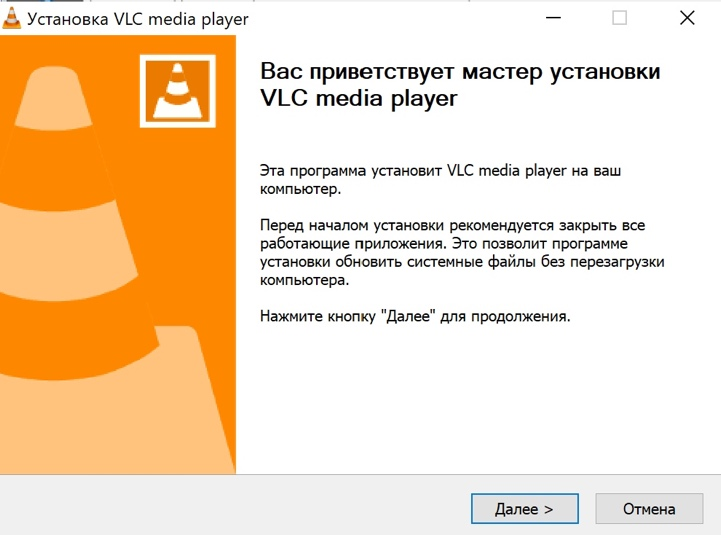 Установка VLC media player
Вас приветствует мастер установки
VLC media player
Эта программа установит VLC media player на ваш
компьютер.
Перед началом установки рекомендуется закрыть все
работающие приложения. Это позволит программе
установки обновить системные файлы без перезагрузки
компьютера.
Нажмите кнопку "Далее" для продолжения.
Далее >
Отмена